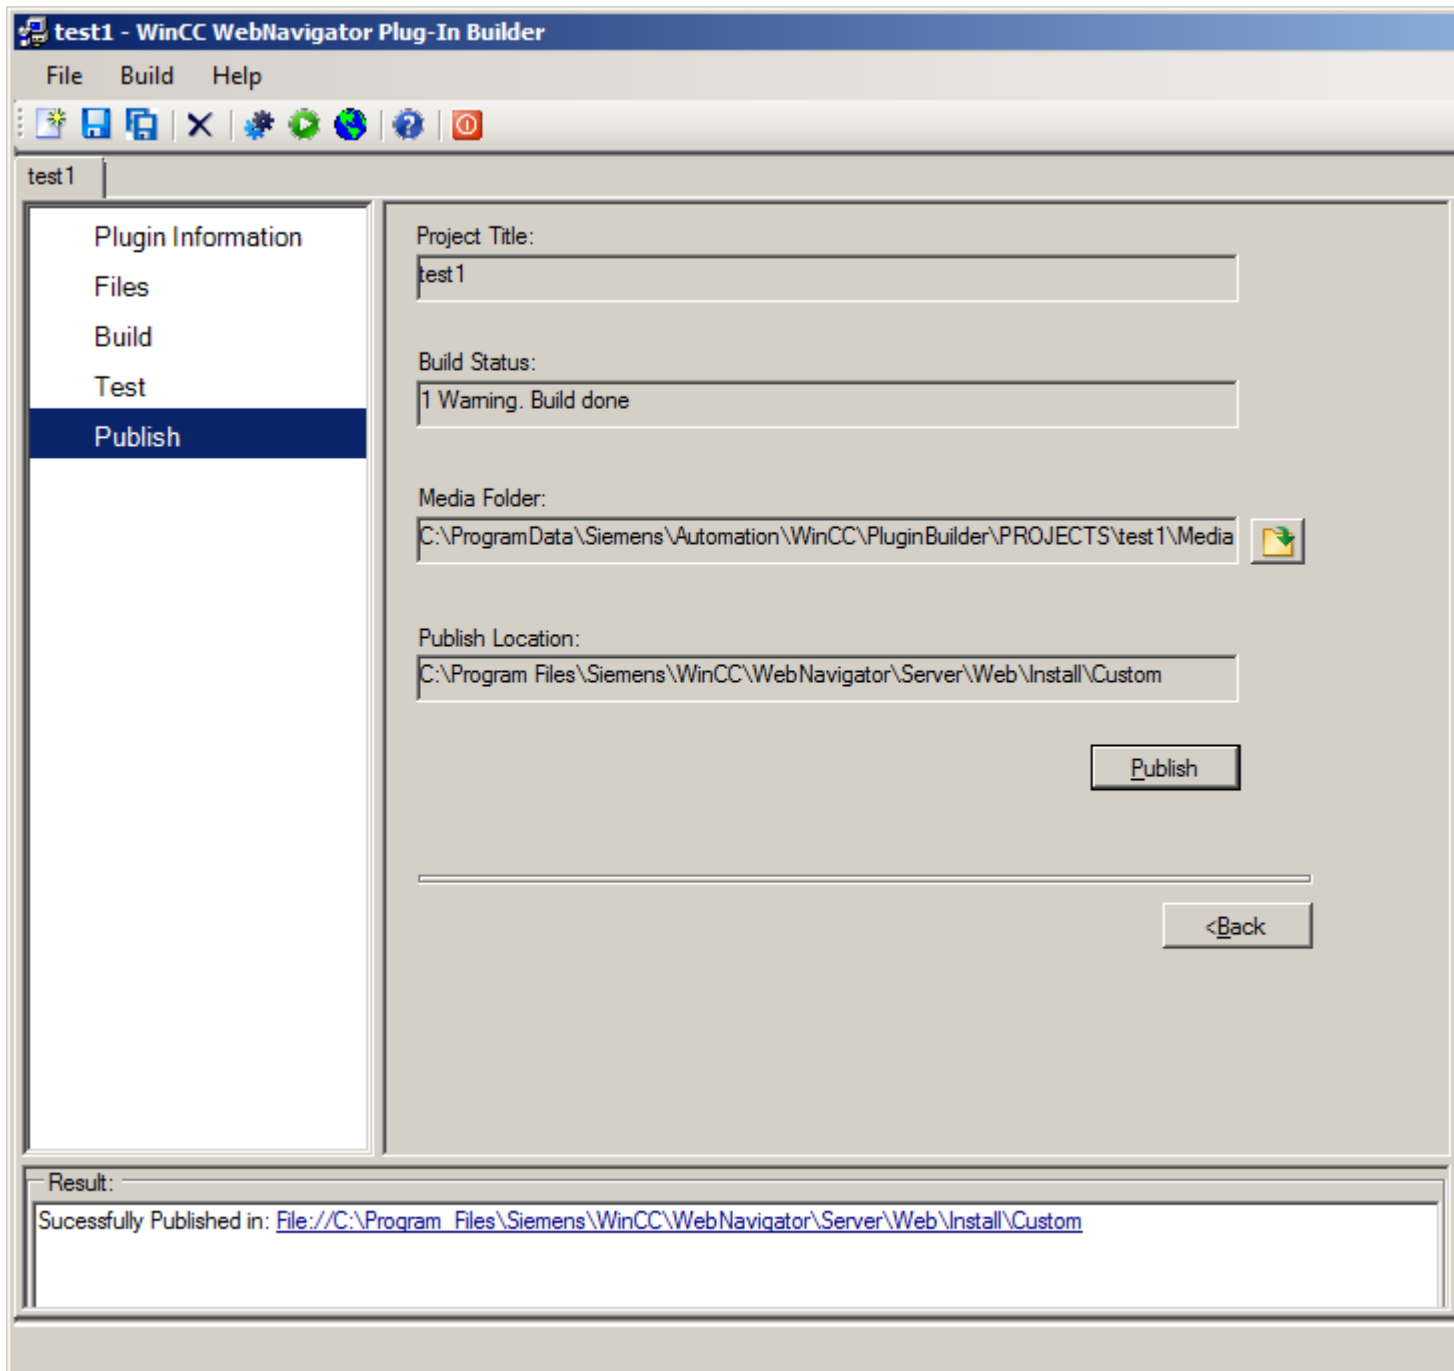 test1 - WinCC WebNavigator Plug-In Builder
File Build Help
test1
Plugin Information
Files
Build
Test
Publish
Project Title:
test1
Build Status:
1 Warning. Build done
Media Folder:
C:\ProgramData\Siemens\Automation\WinCC\PluginBuilder\PROJECTS\test1\Media
Publish Location:
C:\Program Files\Siemens\WinCC\WebNavigator\Server\Web\Install\Custom
Publish
<Back
Result:
Sucessfully Published in: File://C:\Program_Files\Siemens\WinCC\WebNavigator\Server\Web\Install\Custom